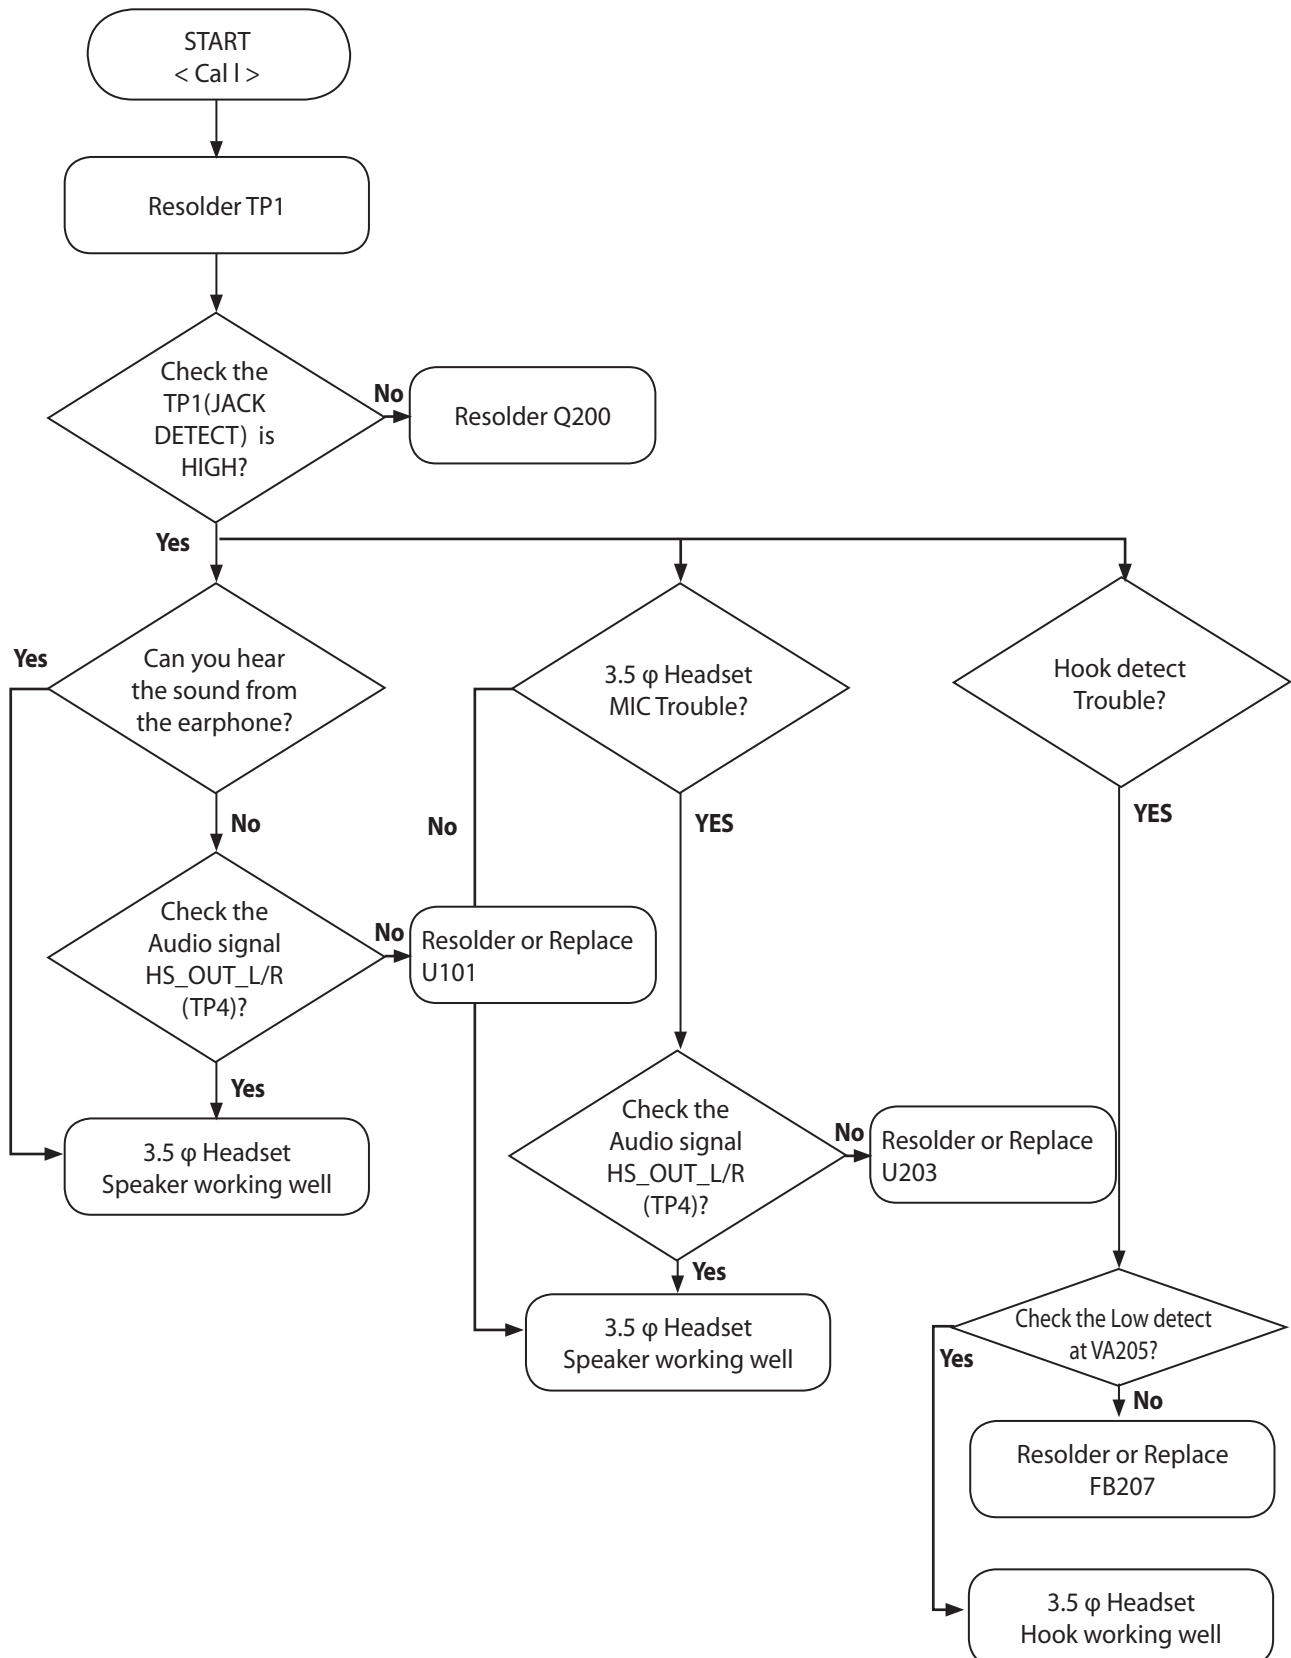 START
< Cal l >
Resolder TP1
Check the
TP1(JACK
DETECT) is
HIGH?
No
Resolder Q200
Yes
Can you hear
the sound from
the earphone?
Yes
No
Check the
Audio signal
HS_OUT_L/R
(TP4)?
No
Resolder or Replace
U101
Yes
3.5 φ Headset
Speaker working well
3.5 φ Headset
MIC Trouble?
No
YES
Check the
Audio signal
HS_OUT_L/R
(TP4)?
No
Resolder or Replace
U203
Yes
3.5 φ Headset
Speaker working well
Hook detect
Trouble?
YES
Check the Low detect
at VA205?
Yes
No
Resolder or Replace
FB207
3.5 φ Headset
Hook working well